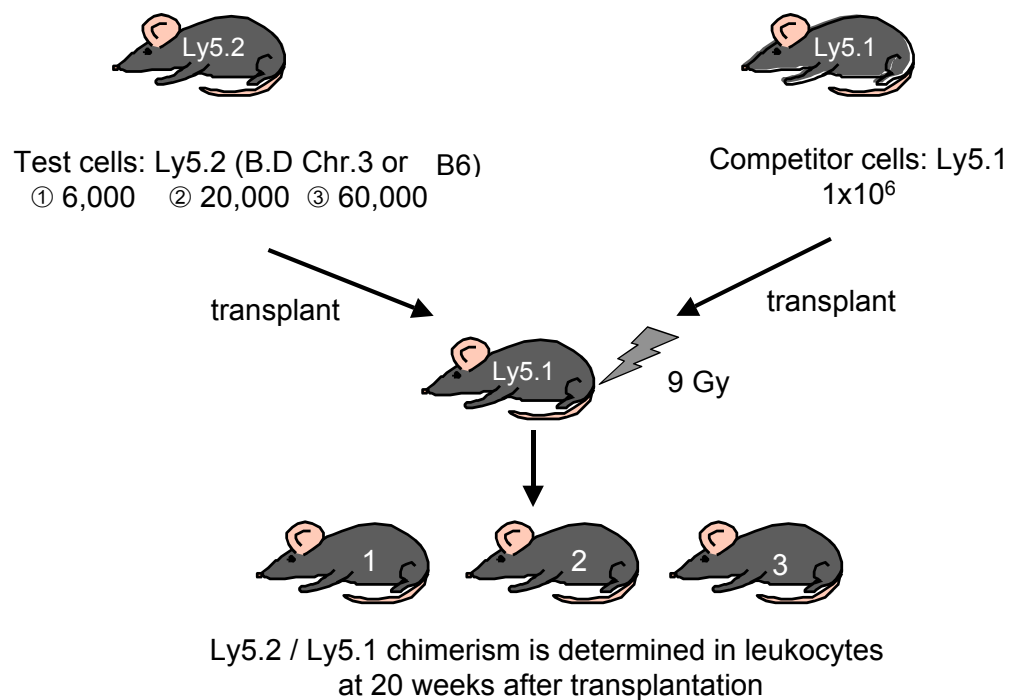 Ly5.2
Ly5.1
Test cells: Ly5.2 (B.D Chr.3 or B6)
① 6,000 ② 20,000 ③ 60,000
Competitor cells: Ly5.1
1x10⁶
transplant
transplant
Ly5.1
9 Gy
1
2
3
Ly5.2 / Ly5.1 chimerism is determined in leukocytes
at 20 weeks after transplantation